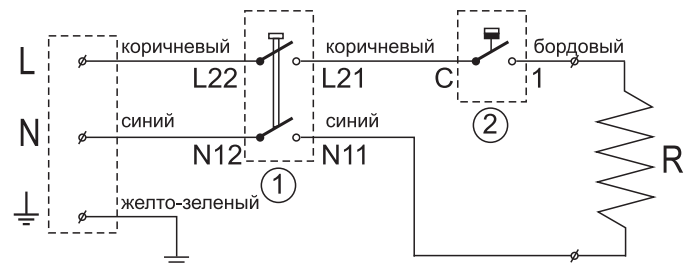 L коричневый L22 L21 коричневый C 1 бордовый
N синий N12 N11 синий 2 R
1
желто-зеленый